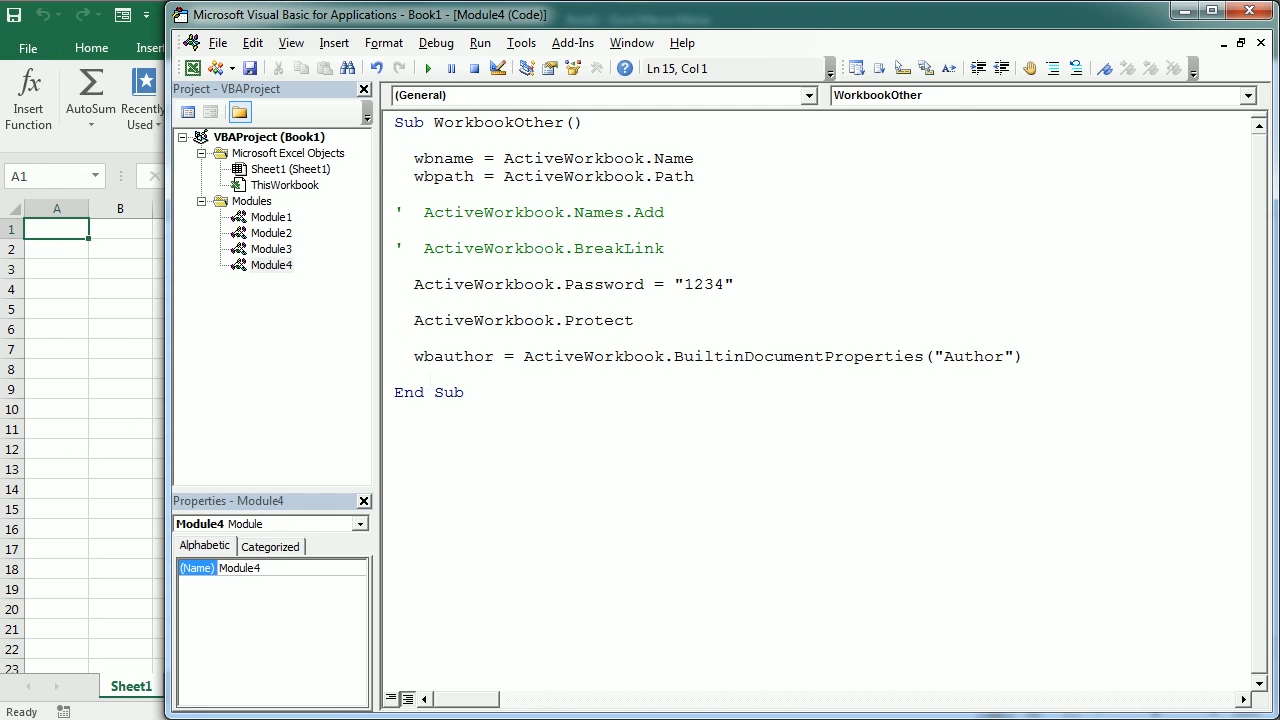 Microsoft Visual Basic for Applications - Book1 - [Module4 (Code)]
File Home Inser
File Edit View Insert Format Debug Run Tools Add-Ins Window Help
Ln 15, Col 1
fx Σ
Insert AutoSum Recently
Function Used
Project - VBAProject
(General) WorkbookOther
VBAProject (Book1)
Microsoft Excel Objects
Sheet1 (Sheet1)
ThisWorkbook
Modules
Module1
Module2
Module3
Module4
A1
A B
1
2
3
4
5
6
7
8
9
10
11
12
13
14
15
16
17
18
19
20
21
22
23
Sub WorkbookOther()
wbname = ActiveWorkbook.Name
wbpath = ActiveWorkbook.Path
' ActiveWorkbook.Names.Add
' ActiveWorkbook.BreakLink
ActiveWorkbook.Password = "1234"
ActiveWorkbook.Protect
wbauthor = ActiveWorkbook.BuiltinDocumentProperties("Author")
End Sub
Properties - Module4
Module4 Module
Alphabetic Categorized
(Name) Module4
Sheet1
Ready